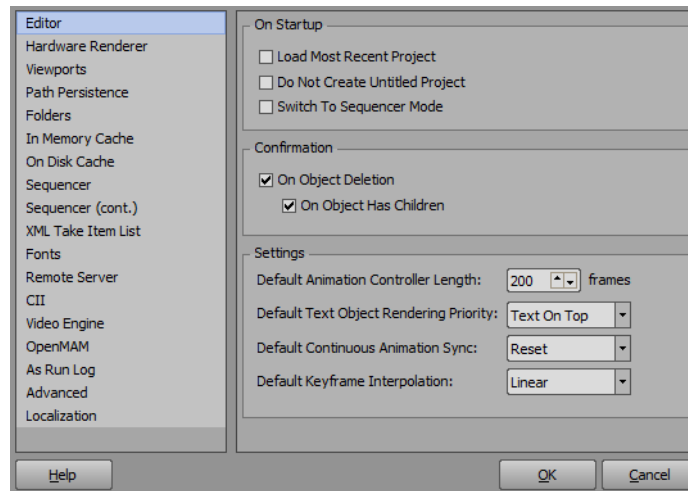 Editor
Hardware Renderer
Viewports
Path Persistence
Folders
In Memory Cache
On Disk Cache
Sequencer
Sequencer (cont.)
XML Take Item List
Fonts
Remote Server
CII
Video Engine
OpenMAM
As Run Log
Advanced
Localization
On Startup
Load Most Recent Project
Do Not Create Untitled Project
Switch To Sequencer Mode
Confirmation
On Object Deletion
On Object Has Children
Settings
Default Animation Controller Length: 200 frames
Default Text Object Rendering Priority: Text On Top
Default Continuous Animation Sync: Reset
Default Keyframe Interpolation: Linear
Help OK Cancel